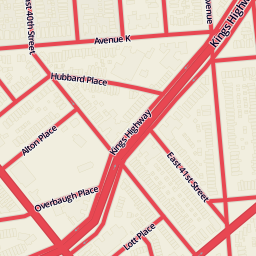 East 40th Street
Avenue
Kings Highway
Avenue K
Hubbard Place
Kings Highway
Alton Place
East 41st Street
Overbaugh Place
Lott Place